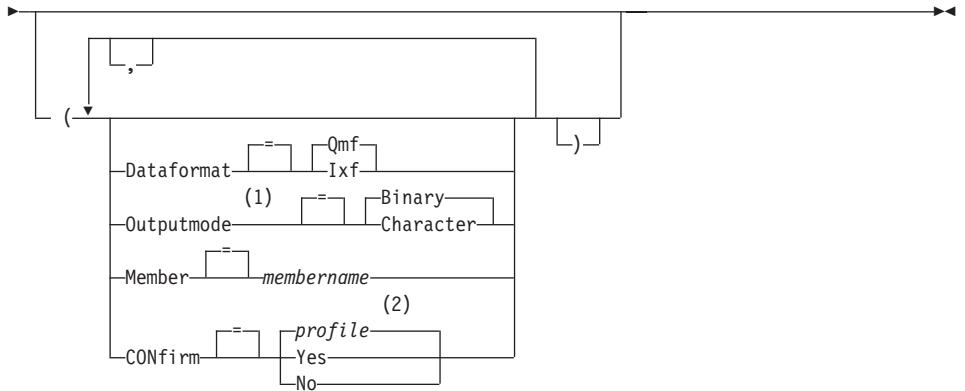 ,
(
)
= Qmf
Dataformat Ixf
(1)
= Binary
Outputmode Character
=
Member membername
(2)
= profile
CONfirm Yes
No